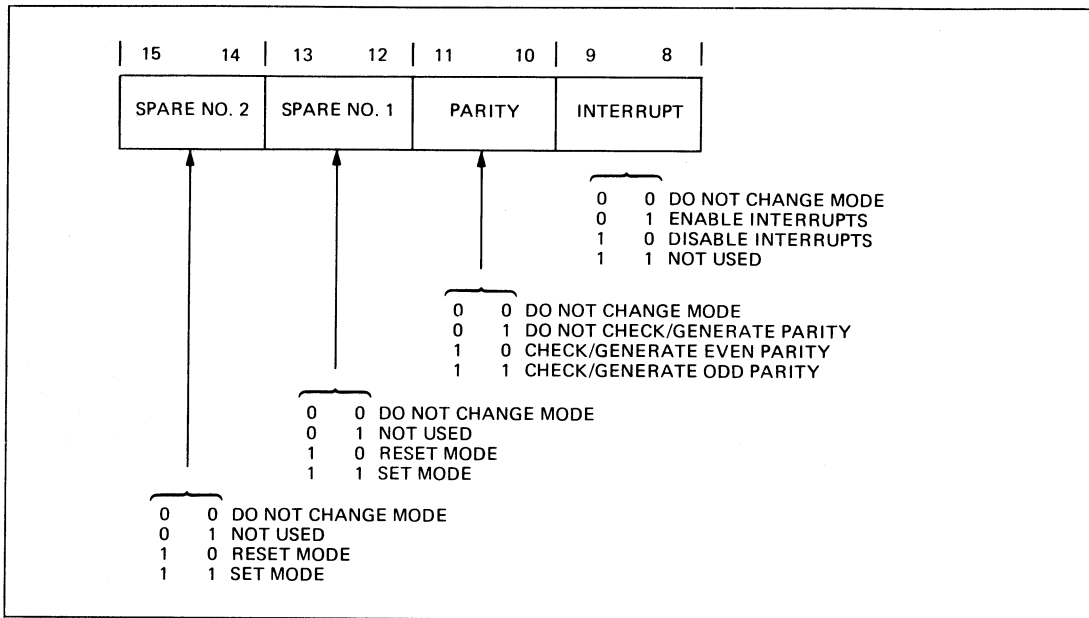 15 14 13 12 11 10 9 8
SPARE NO. 2 SPARE NO. 1 PARITY INTERRUPT
0 0 DO NOT CHANGE MODE
0 1 ENABLE INTERRUPTS
1 0 DISABLE INTERRUPTS
1 1 NOT USED
0 0 DO NOT CHANGE MODE
0 1 DO NOT CHECK/GENERATE PARITY
1 0 CHECK/GENERATE EVEN PARITY
1 1 CHECK/GENERATE ODD PARITY
0 0 DO NOT CHANGE MODE
0 1 NOT USED
1 0 RESET MODE
1 1 SET MODE
0 0 DO NOT CHANGE MODE
0 1 NOT USED
1 0 RESET MODE
1 1 SET MODE